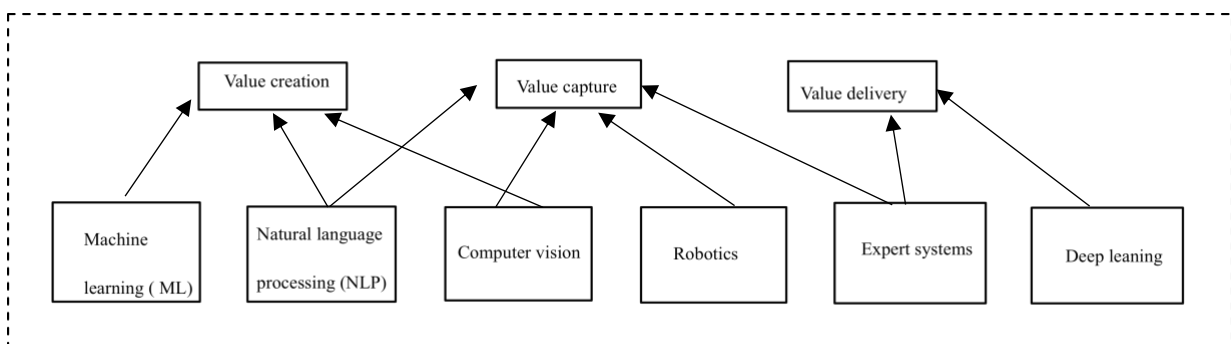 Value creation
Value capture
Value delivery
Machine
learning ( ML)
Natural language
processing (NLP)
Computer vision
Robotics
Expert systems
Deep leaning